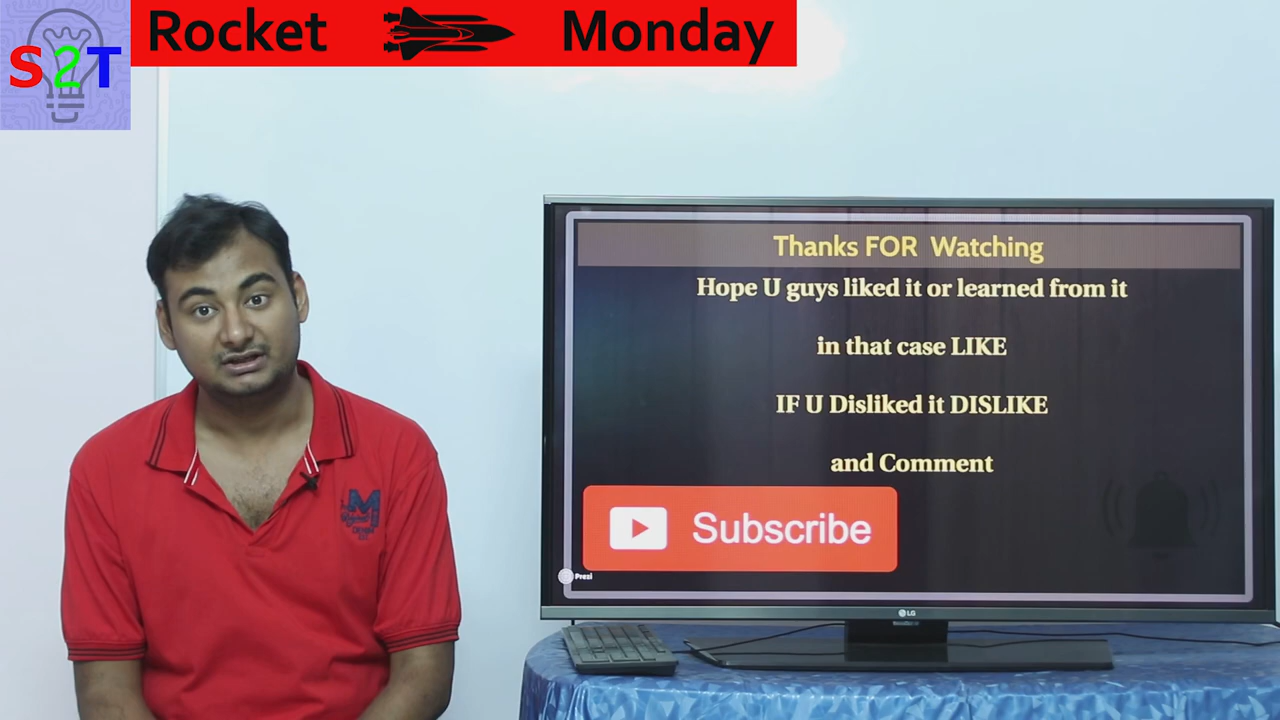 Rocket Monday
S2T
Thanks FOR Watching
Hope U guys liked it or learned from it
in that case LIKE
IF U Disliked it DISLIKE
and Comment
Subscribe
Prezi
LG
M